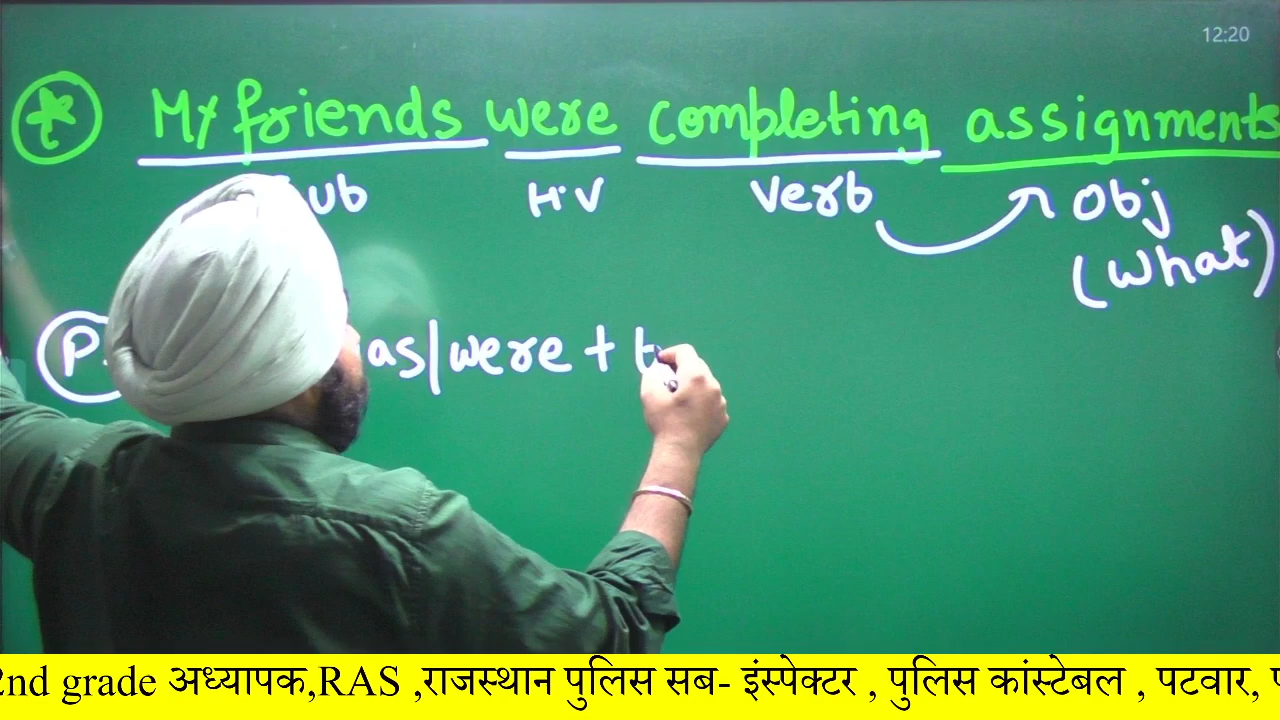 12:20
My friends were completing assignments
ub H·V Verb Obj
(What)
P. as/were +
2nd grade अध्यापक,RAS ,राजस्थान पुलिस सब- इंस्पेक्टर , पुलिस कांस्टेबल , पटवार,